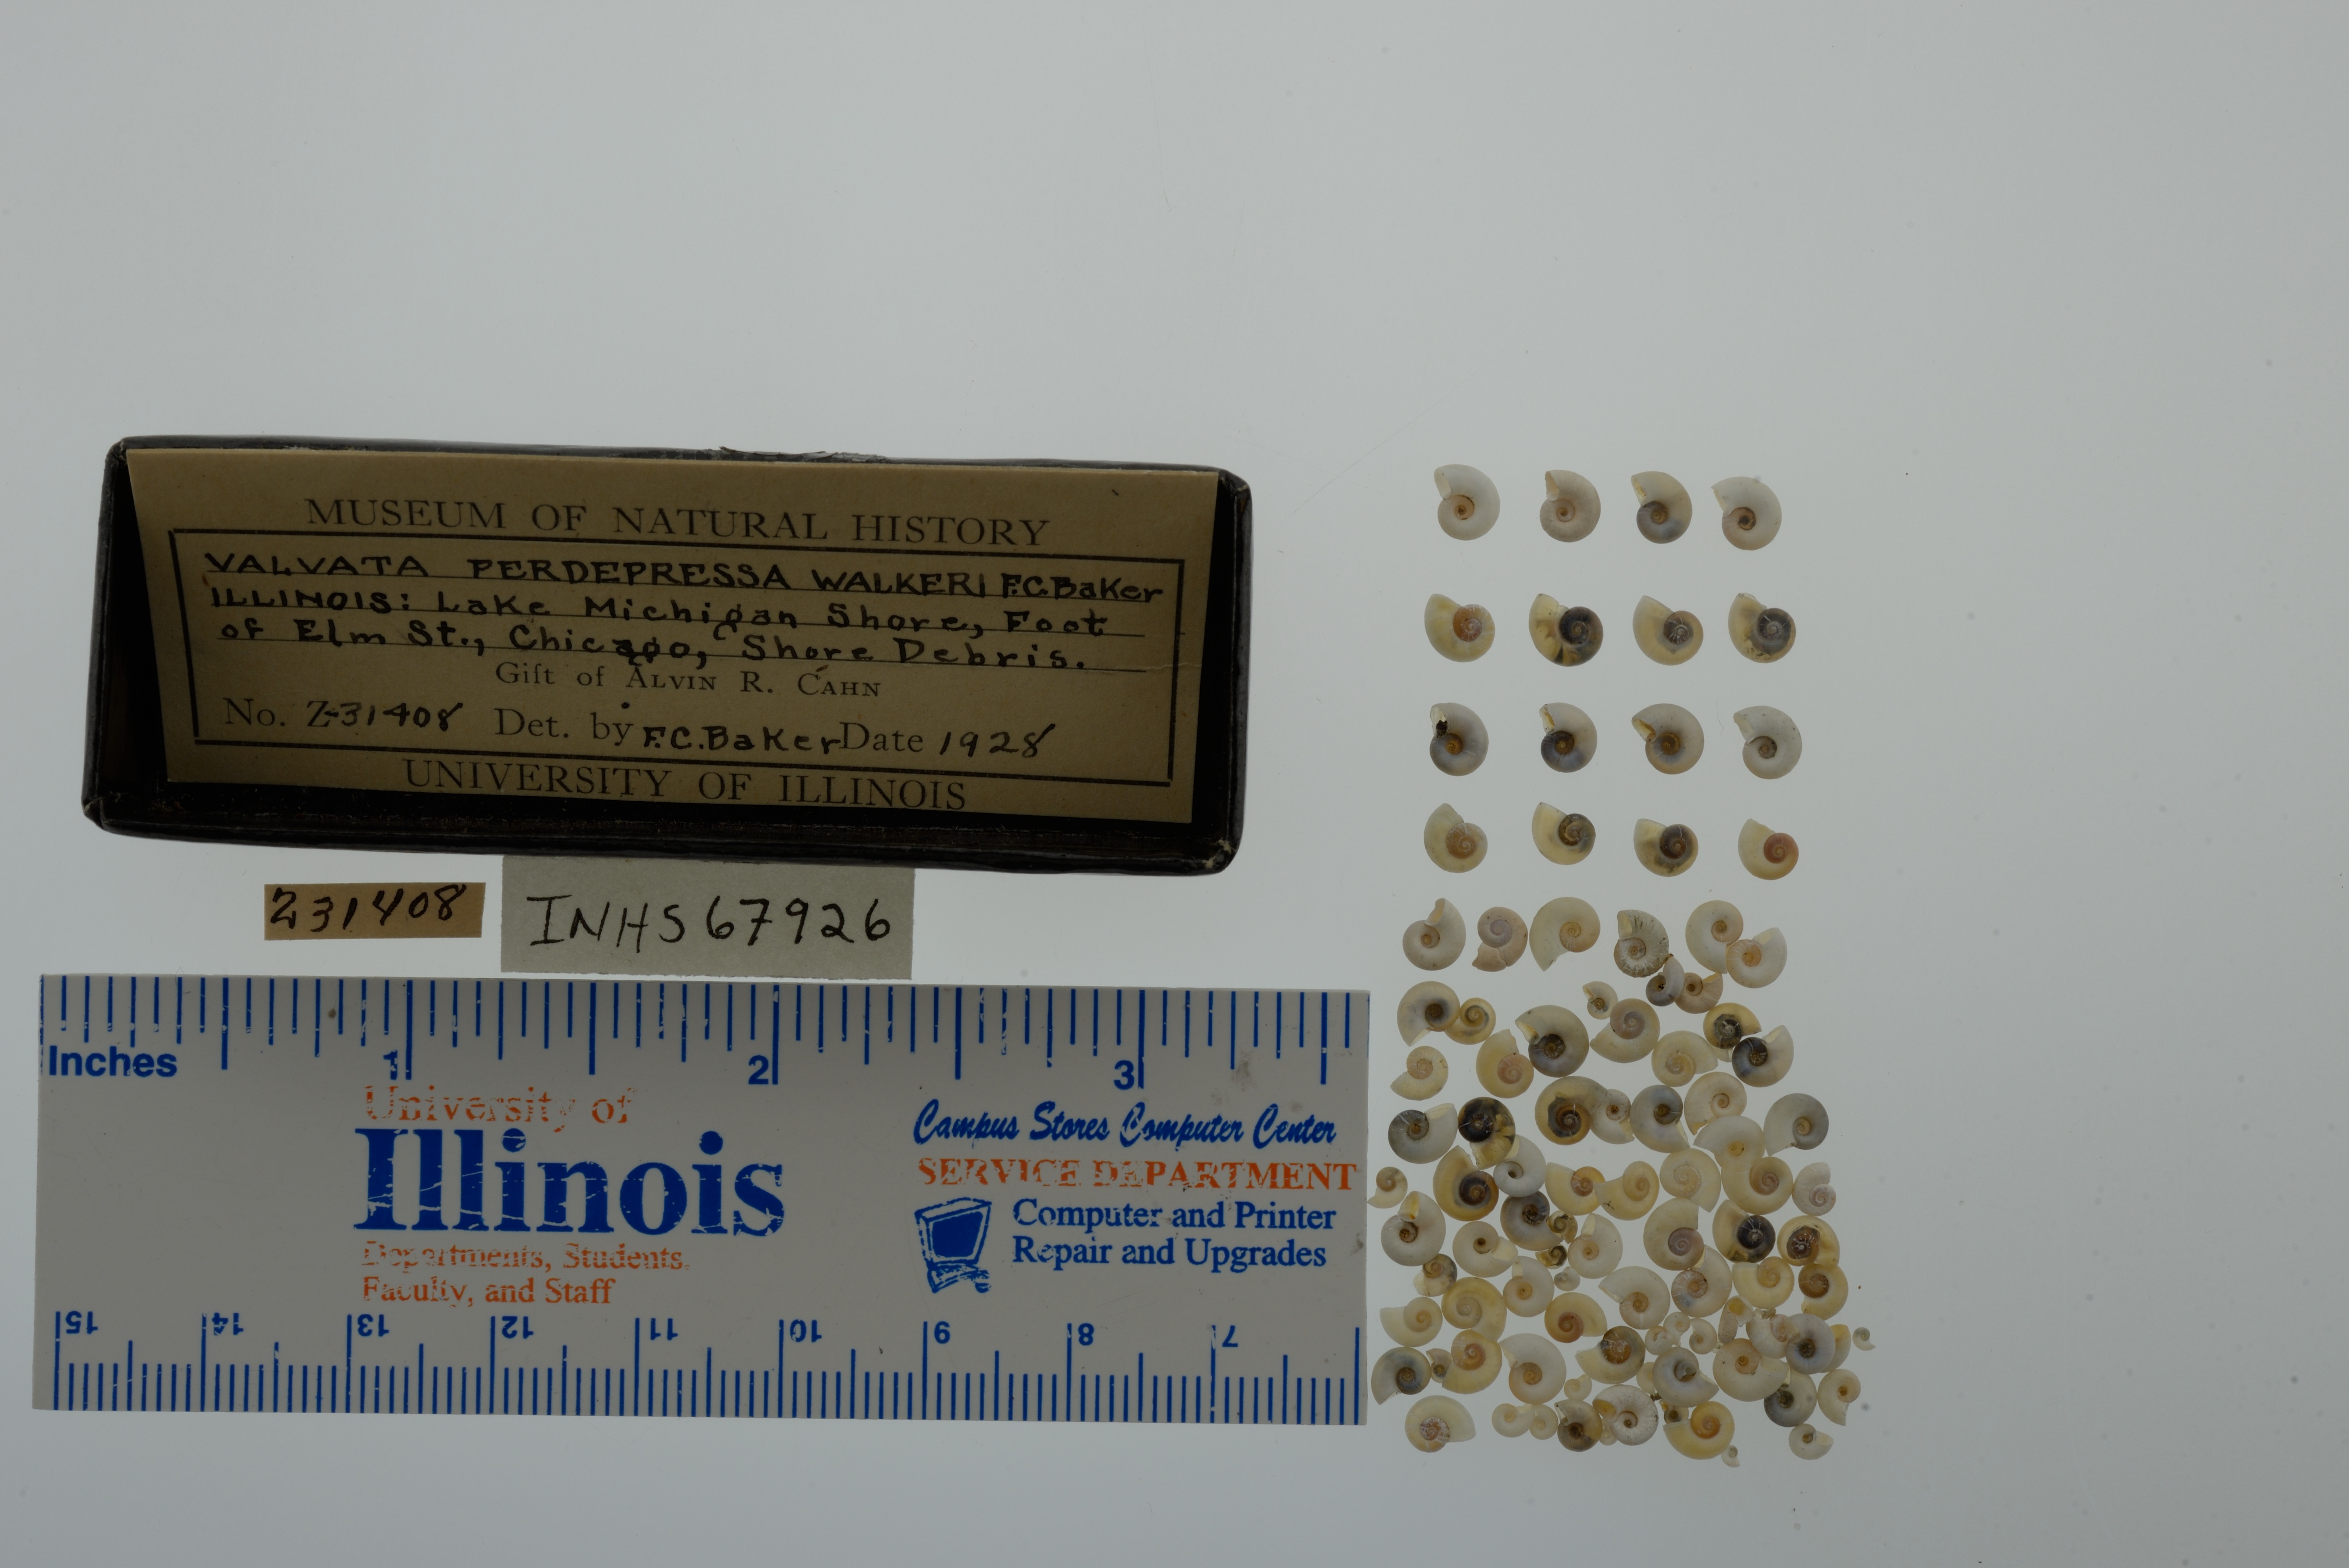 MUSEUM OF NATURAL HISTORY
VALVATA PERDEPRESSA WALKERI F.C.Baker
ILLINOIS: Lake Michigan Shore, Foot
of Elm St., Chicago, Shore Debris.
Gift of ALVIN R. CAHN
No. Z-31408 Det. by F.C.Baker Date 1928
UNIVERSITY OF ILLINOIS
Z31408
INHS67926
Inches 1 2 3
University of
Illinois
Departments, Students,
Faculty, and Staff
Campus Stores Computer Center
SERVICE DEPARTMENT
Computer and Printer
Repair and Upgrades
15 14 13 12 11 10 9 8 7